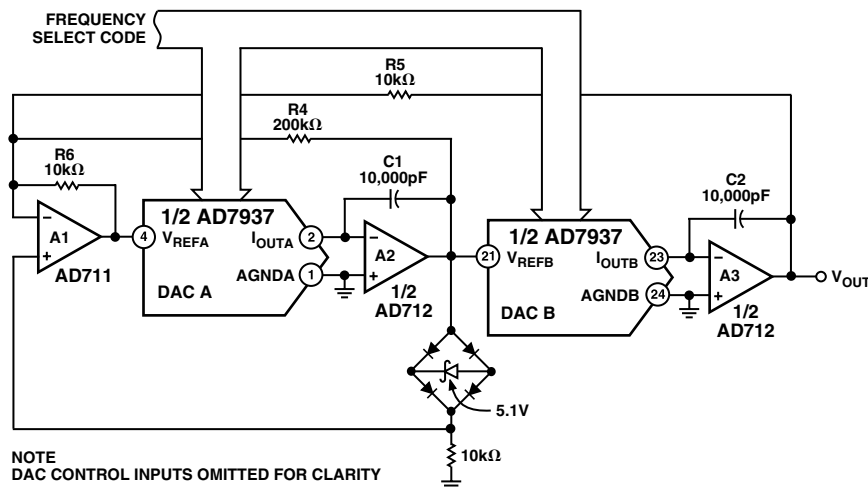 FREQUENCY
SELECT CODE
R5
10kΩ
R4
200kΩ
R6
10kΩ
C1
10,000pF
C2
10,000pF
–
A1
+
AD711
4
1/2 AD7937
VREFA
IOUTA
2
AGNDA
1
DAC A
–
A2
+
1/2
AD712
21
1/2 AD7937
VREFB
IOUTB
23
AGNDB
24
DAC B
–
A3
+
1/2
AD712
VOUT
5.1V
10kΩ
NOTE
DAC CONTROL INPUTS OMITTED FOR CLARITY